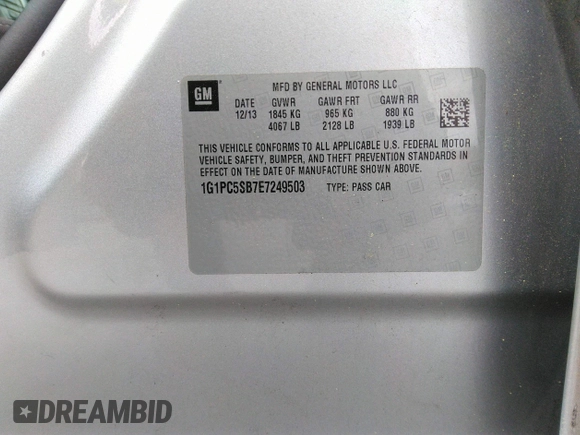 GM
MFD BY GENERAL MOTORS LLC
DATE GVWR GAWR FRT GAWR RR
12/13 1845 KG 965 KG 880 KG
4067 LB 2128 LB 1939 LB
THIS VEHICLE CONFORMS TO ALL APPLICABLE U.S. FEDERAL MOTOR
VEHICLE SAFETY, BUMPER, AND THEFT PREVENTION STANDARDS IN
EFFECT ON THE DATE OF MANUFACTURE SHOWN ABOVE.
1G1PC5SB7E7249503 TYPE: PASS CAR
DREAMBID